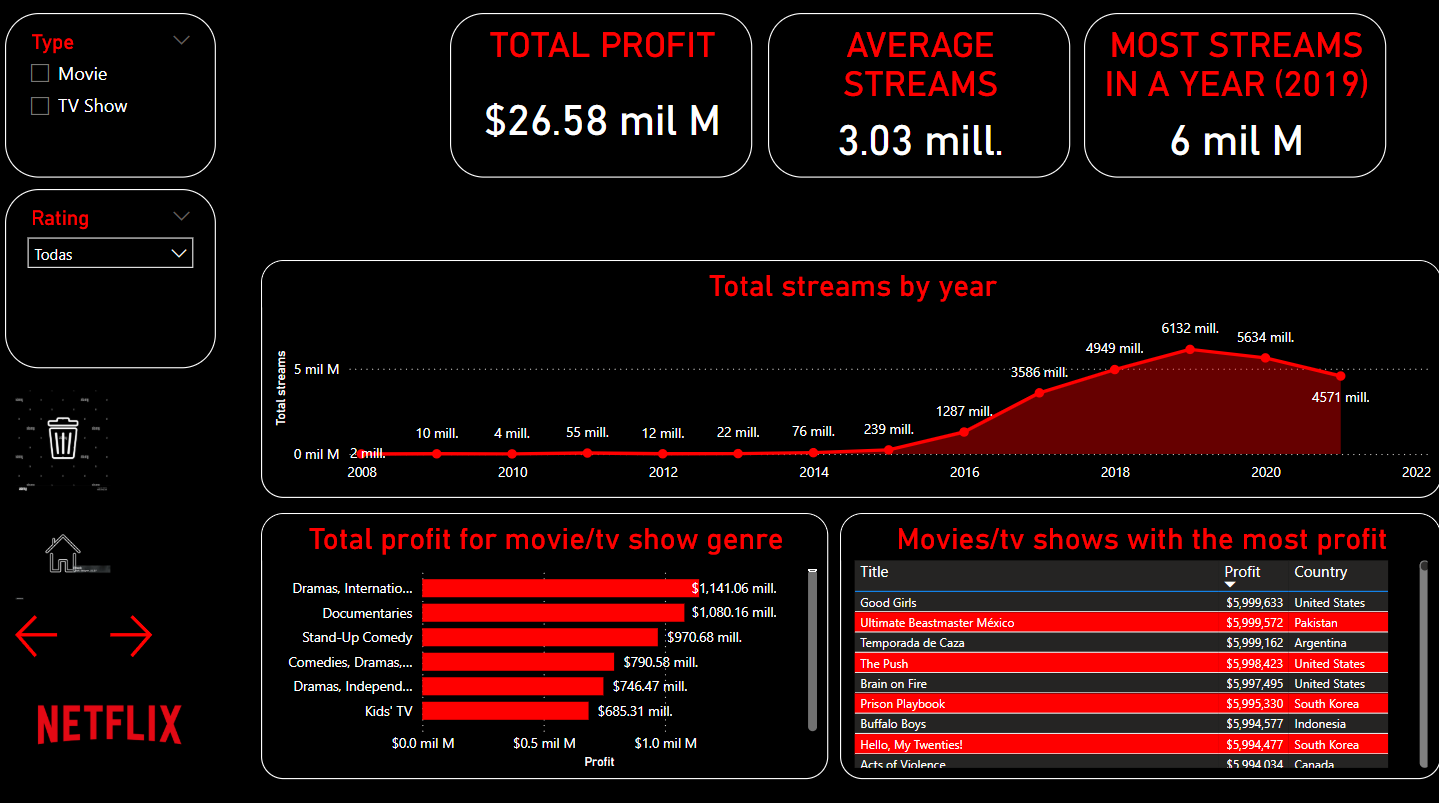 Type
Movie
TV Show
Rating
Todas
NETFLIX
TOTAL PROFIT
$26.58 mil M
AVERAGE
STREAMS
3.03 mill.
MOST STREAMS
IN A YEAR (2019)
6 mil M
Total streams by year
Total streams
5 mil M
0 mil M
2 mill.
10 mill.
4 mill.
55 mill.
12 mill.
22 mill.
76 mill.
239 mill.
1287 mill.
3586 mill.
4949 mill.
6132 mill.
5634 mill.
4571 mill.
2008 2010 2012 2014 2016 2018 2020 2022
Total profit for movie/tv show genre
Dramas, Internatio... $1,141.06 mill.
Documentaries $1,080.16 mill.
Stand-Up Comedy $970.68 mill.
Comedies, Dramas,... $790.58 mill.
Dramas, Independ... $746.47 mill.
Kids' TV $685.31 mill.
$0.0 mil M $0.5 mil M $1.0 mil M
Profit
Movies/tv shows with the most profit
Title Profit Country
Good Girls $5,999,633 United States
Ultimate Beastmaster México $5,999,572 Pakistan
Temporada de Caza $5,999,162 Argentina
The Push $5,998,423 United States
Brain on Fire $5,997,495 United States
Prison Playbook $5,995,330 South Korea
Buffalo Boys $5,994,577 Indonesia
Hello, My Twenties! $5,994,477 South Korea
Acts of Violence $5,994,034 Canada